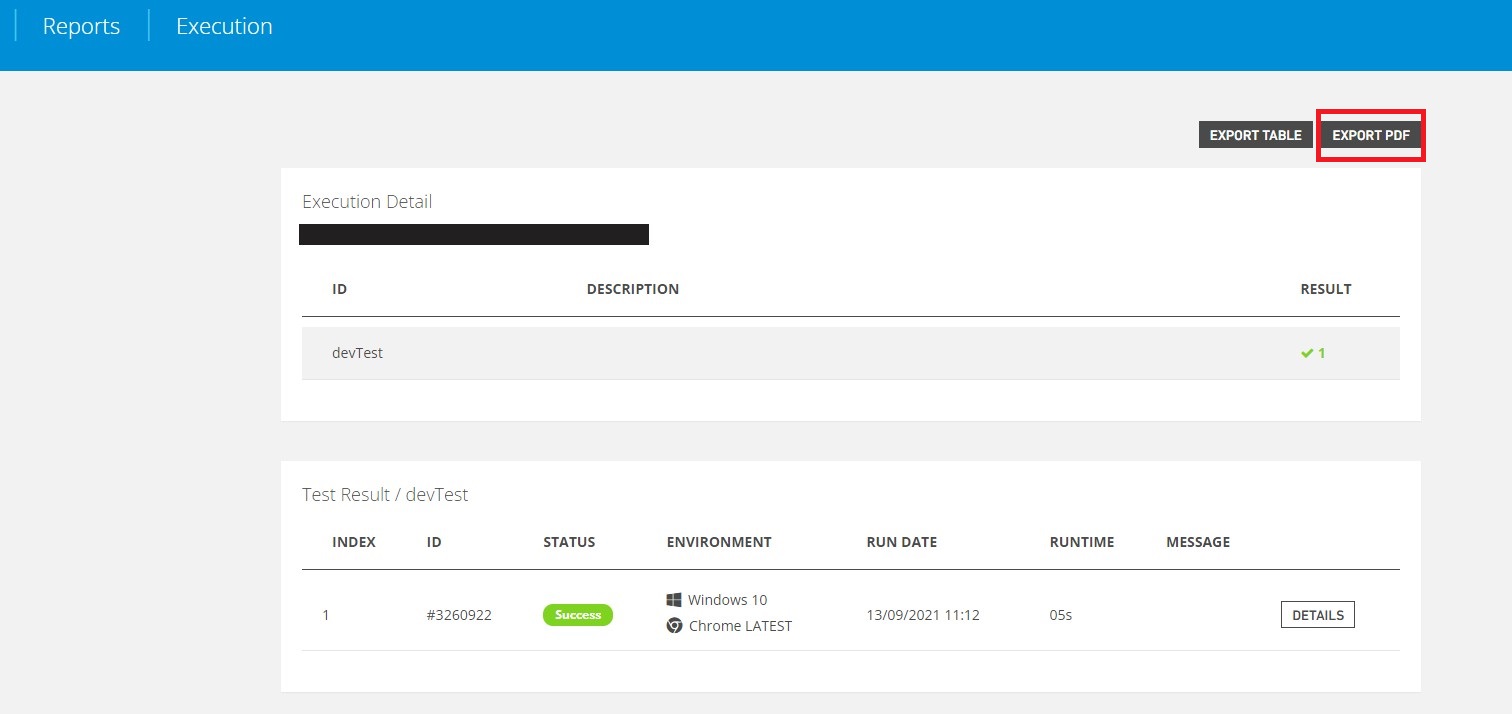 Reports Execution
EXPORT TABLE EXPORT PDF
Execution Detail
ID DESCRIPTION RESULT
devTest 1
Test Result / devTest
INDEX ID STATUS ENVIRONMENT RUN DATE RUNTIME MESSAGE
Windows 10
1 #3260922 Success 13/09/2021 11:12 05s DETAILS
Chrome LATEST